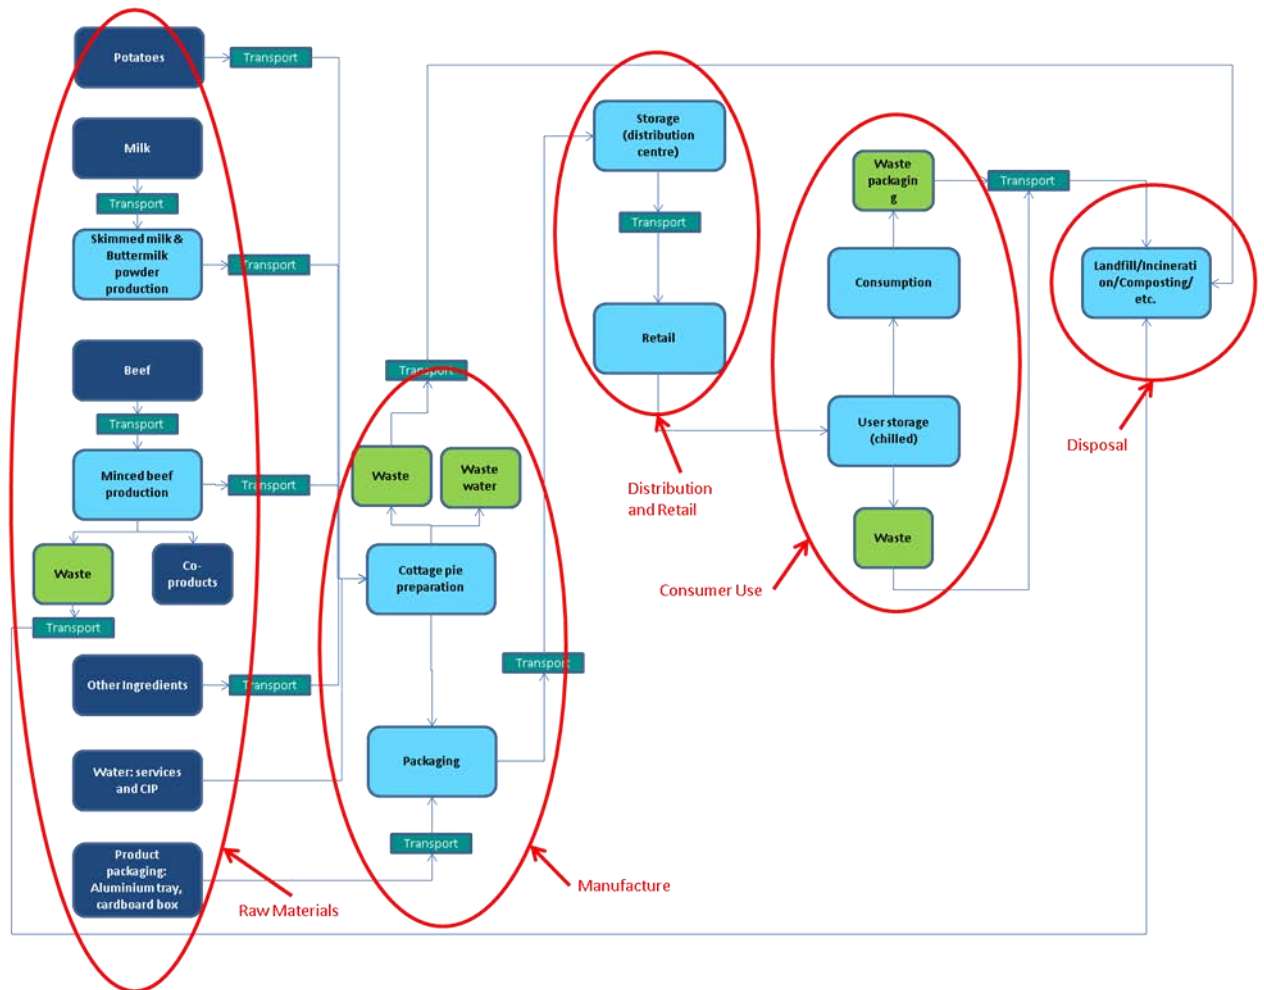 Potatoes
Transport
Milk
Transport
Skimmed milk &
Buttermilk
powder
production
Transport
Beef
Transport
Minced beef
production
Transport
Waste
Co-
products
Transport
Other Ingredients
Transport
Water: services
and CIP
Product
packaging:
Aluminium tray,
cardboard box
Raw Materials
Transport
Waste
Waste
water
Cottage pie
preparation
Transport
Packaging
Transport
Manufacture
Storage
(distribution
centre)
Transport
Retail
Distribution
and Retail
Waste
packagin
g
Transport
Consumption
User storage
(chilled)
Waste
Consumer Use
Landfill/Incinerati
on/Composting/
etc.
Disposal